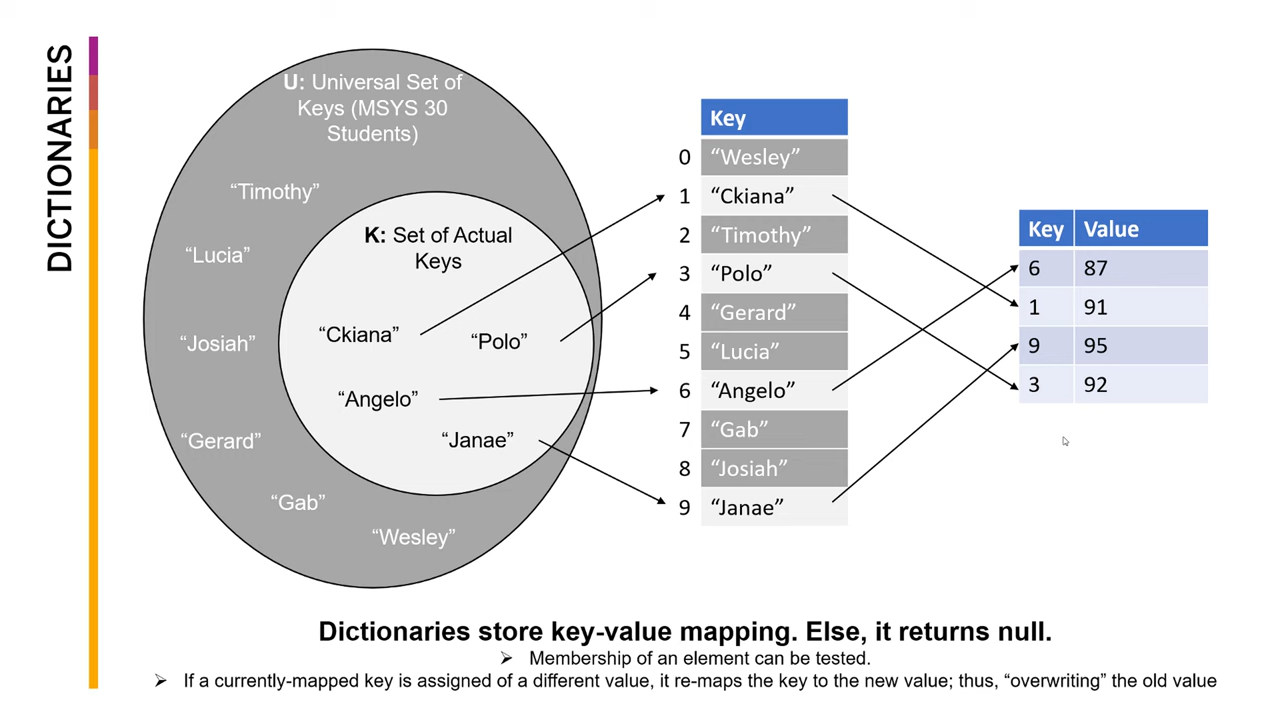 DICTIONARIES
U: Universal Set of
Keys (MSYS 30
Students)
“Timothy”
“Lucia”
“Josiah”
“Gerard”
“Gab”
“Wesley”
K: Set of Actual
Keys
“Ckiana”
“Polo”
“Angelo”
“Janae”
Key
0 “Wesley”
1 “Ckiana”
2 “Timothy”
3 “Polo”
4 “Gerard”
5 “Lucia”
6 “Angelo”
7 “Gab”
8 “Josiah”
9 “Janae”
Key Value
6 87
1 91
9 95
3 92
Dictionaries store key-value mapping. Else, it returns null.
➢ Membership of an element can be tested.
➢ If a currently-mapped key is assigned of a different value, it re-maps the key to the new value; thus, “overwriting” the old value